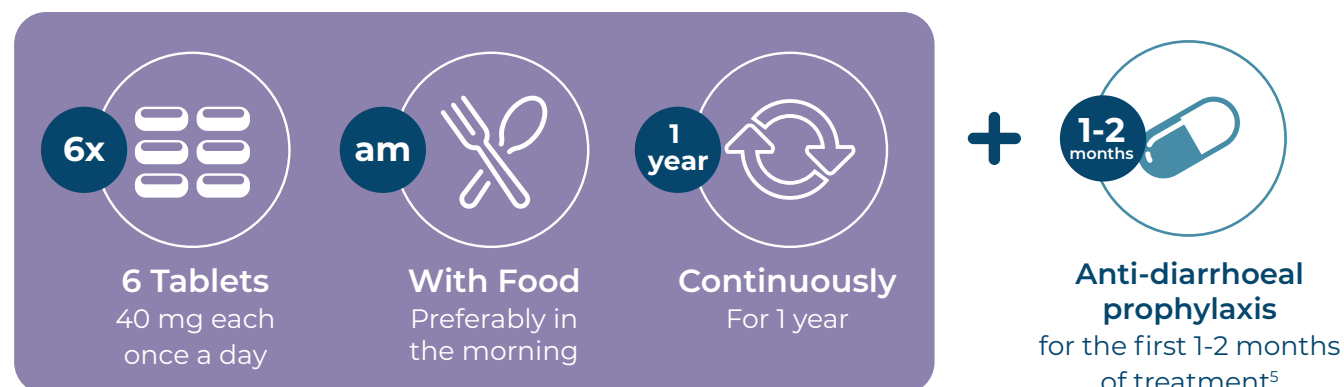 6x
6 Tablets
40 mg each
once a day
am
With Food
Preferably in
the morning
1
year
Continuously
For 1 year
+
1-2
months
Anti-diarrhoeal
prophylaxis
for the first 1-2 months
of treatment⁵